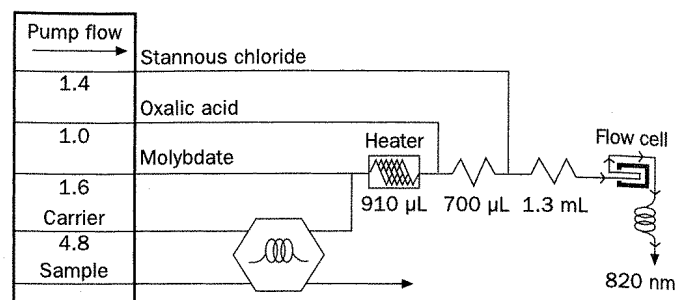 Pump flow
Stannous chloride
1.4
Oxalic acid
1.0
Molybdate
1.6
Carrier
4.8
Sample
Heater
910 µL
700 µL
1.3 mL
Flow cell
820 nm